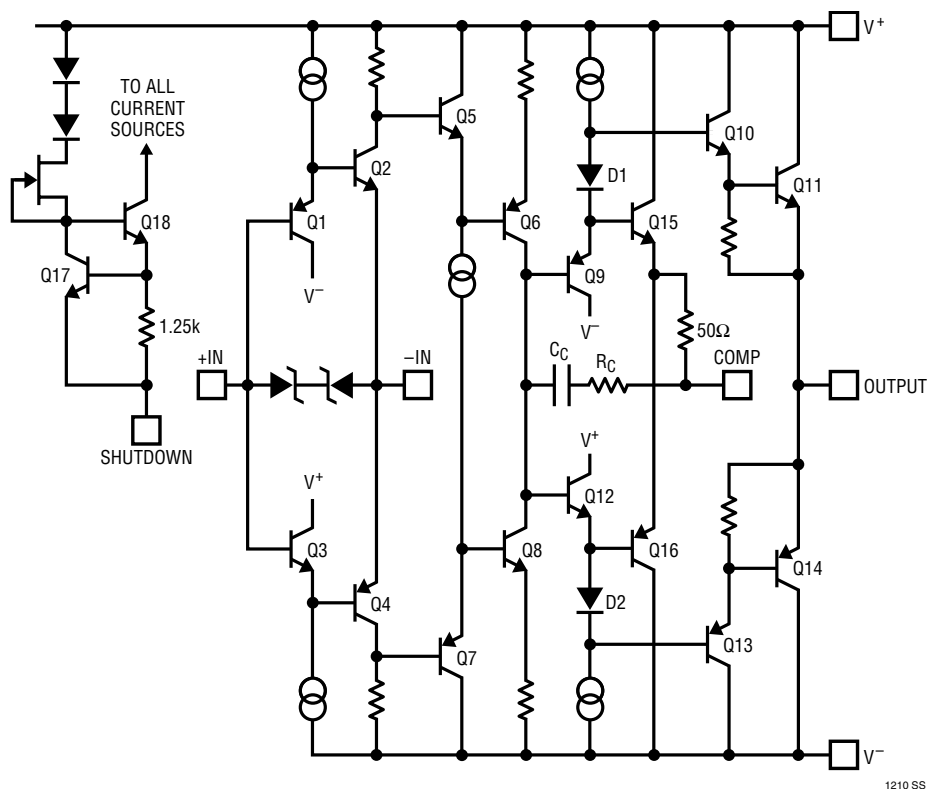 V+
TO ALL
CURRENT
SOURCES
Q5
Q10
Q2
D1
Q11
Q18
Q1
Q6
Q15
Q17
Q9
V−
V−
1.25k
50Ω
CC
RC
COMP
+IN
−IN
OUTPUT
SHUTDOWN
V+
V+
Q12
Q3
Q8
Q16
Q14
Q4
D2
Q7
Q13
V−
1210 SS